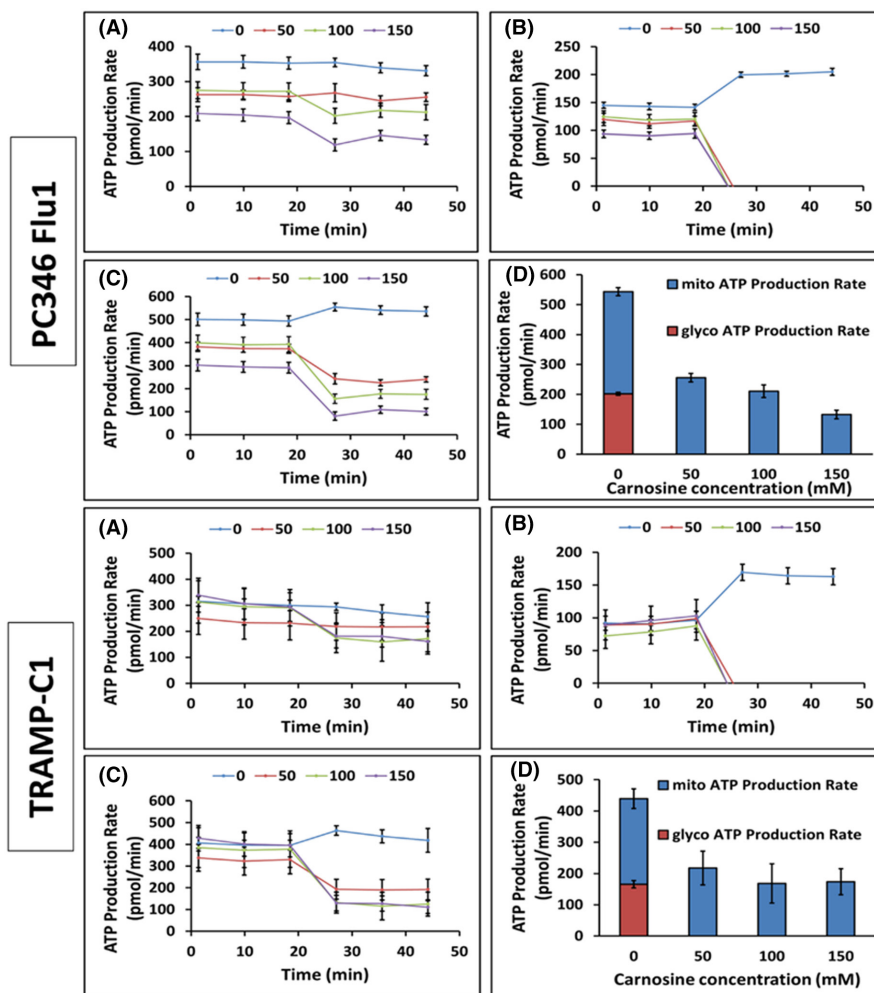 PC346 Flu1
(A)
0 50 100 150
ATP Production Rate
(pmol/min)
400
300
200
100
0
0 10 20 30 40 50
Time (min)
(B)
0 50 100 150
ATP Production Rate
(pmol/min)
250
200
150
100
50
0
0 10 20 30 40 50
Time (min)
(C)
0 50 100 150
ATP Production Rate
(pmol/min)
600
500
400
300
200
100
0
0 10 20 30 40 50
Time (min)
(D)
mito ATP Production Rate
glyco ATP Production Rate
ATP Production Rate
(pmol/min)
600
500
400
300
200
100
0
0 50 100 150
Carnosine concentration (mM)
TRAMP-C1
(A)
0 50 100 150
ATP Production Rate
(pmol/min)
500
400
300
200
100
0
0 10 20 30 40 50
Time (min)
(B)
0 50 100 150
ATP Production Rate
(pmol/min)
200
150
100
50
0
0 10 20 30 40 50
Time (min)
(C)
0 50 100 150
ATP Production Rate
(pmol/min)
600
500
400
300
200
100
0
0 10 20 30 40 50
Time (min)
(D)
mito ATP Production Rate
glyco ATP Production Rate
ATP Production Rate
(pmol/min)
500
400
300
200
100
0
0 50 100 150
Carnosine concentration (mM)